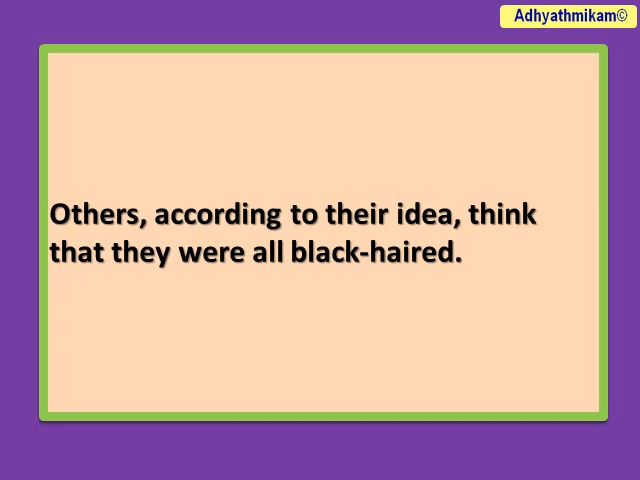 Adhyathmikam©
Others, according to their idea, think
that they were all black-haired.